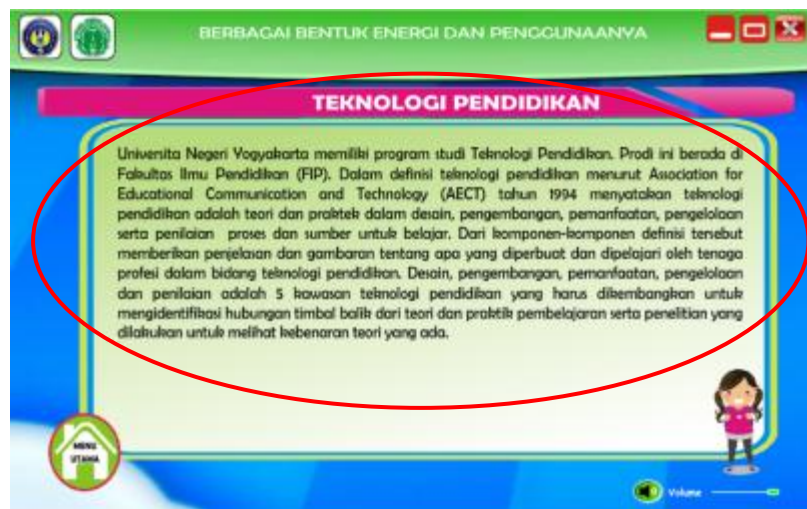 BERBAGAI BENTUK ENERGI DAN PENGGUNAANYA
TEKNOLOGI PENDIDIKAN
Universita Negeri Yogyakarta memiliki program studi Teknologi Pendidikan. Prodi ini berada di
Fakultas Ilmu Pendidikan (FIP). Dalam definisi teknologi pendidikan menurut Association for
Educational Communication and Technology (AECT) tahun 1994 menyatakan teknologi
pendidikan adalah teori dan praktek dalam desain, pengembangan, pemanfaatan, pengelolaan
serta penilaian proses dan sumber untuk belajar. Dari komponen-komponen definisi tersebut
memberikan penjelasan dan gambaran tentang apa yang diperbuat dan dipelajari oleh tenaga
profesi dalam bidang teknologi pendidikan. Desain, pengembangan, pemanfaatan, pengelolaan
dan penilaian adalah 5 kawasan teknologi pendidikan yang harus dikembangkan untuk
mengidentifikasi hubungan timbal balik dari teori dan praktik pembelajaran serta penelitian yang
dilakukan untuk melihat kebenaran teori yang ada.
MENU
UTAMA
Volume